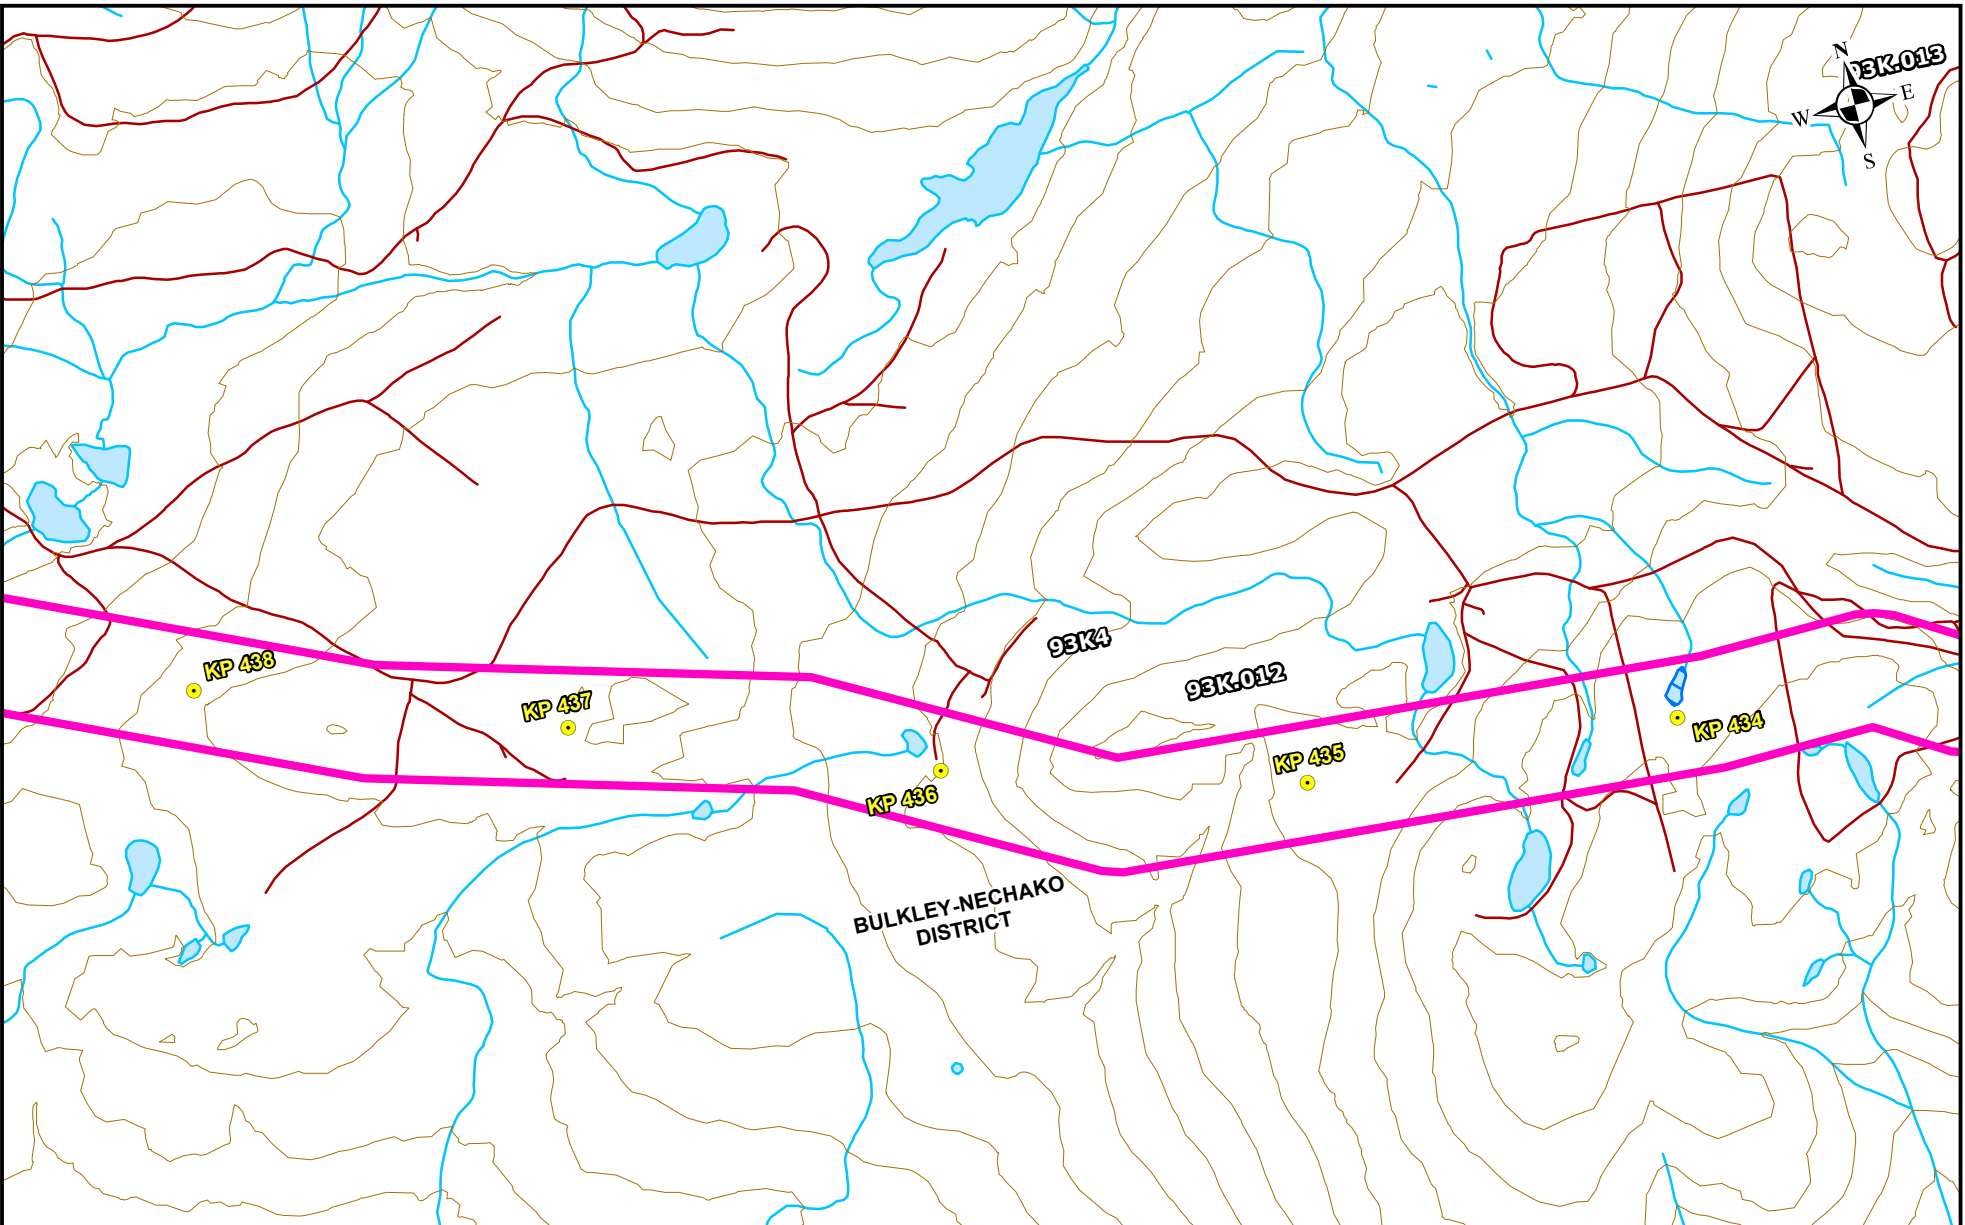 N
93K.013
E
W
S
93K4
KP 438
93K.012
KP 437
KP 434
KP 435
KP 436
BULKLEY-NECHAKO
DISTRICT